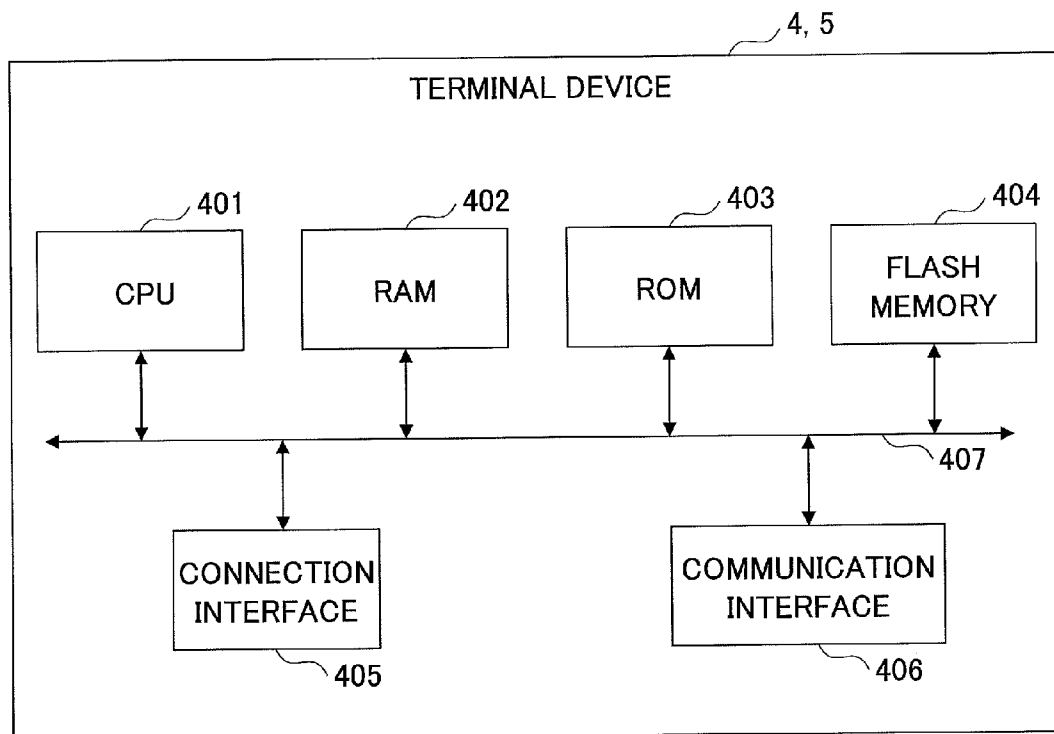 4, 5
TERMINAL DEVICE
401
402
403
404
CPU
RAM
ROM
FLASH
MEMORY
407
CONNECTION
INTERFACE
COMMUNICATION
INTERFACE
405
406